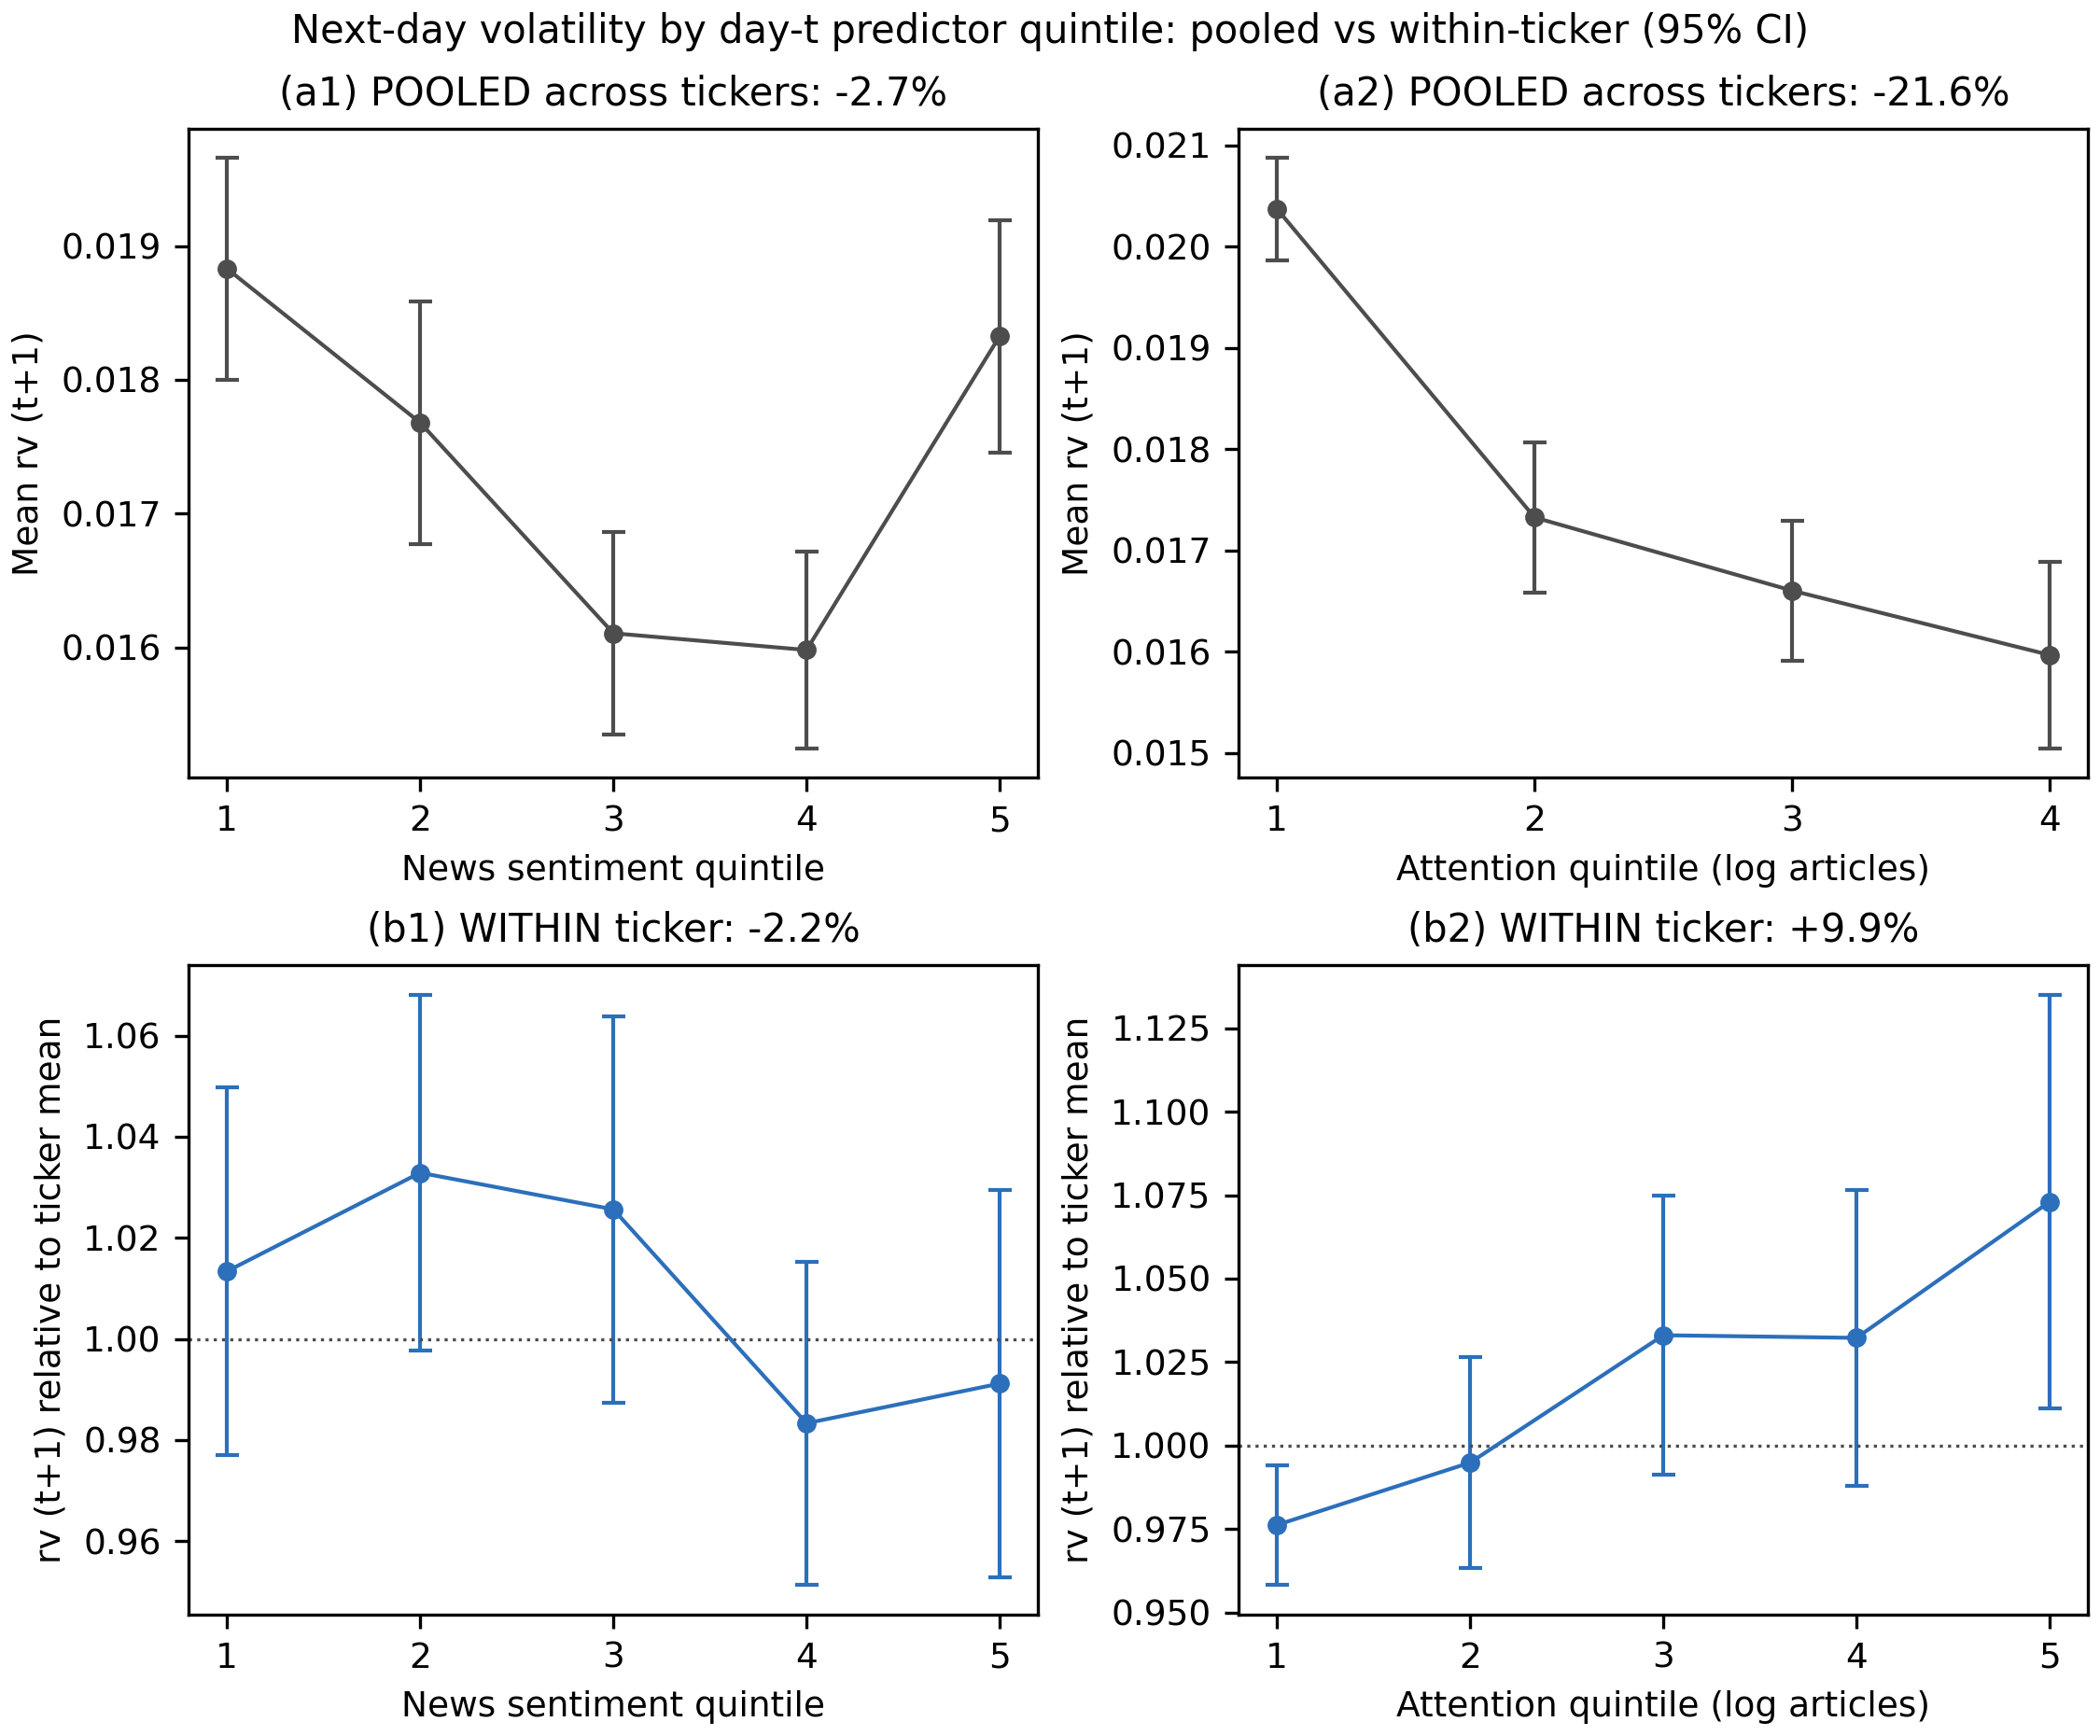 Next-day volatility by day-t predictor quintile: pooled vs within-ticker (95% CI)
(a1) POOLED across tickers: -2.7%
Mean rv (t+1)
0.019
0.018
0.017
0.016
1 2 3 4 5
News sentiment quintile
(a2) POOLED across tickers: -21.6%
Mean rv (t+1)
0.021
0.020
0.019
0.018
0.017
0.016
0.015
1 2 3 4
Attention quintile (log articles)
(b1) WITHIN ticker: -2.2%
rv (t+1) relative to ticker mean
1.06
1.04
1.02
1.00
0.98
0.96
1 2 3 4 5
News sentiment quintile
(b2) WITHIN ticker: +9.9%
rv (t+1) relative to ticker mean
1.125
1.100
1.075
1.050
1.025
1.000
0.975
0.950
1 2 3 4 5
Attention quintile (log articles)